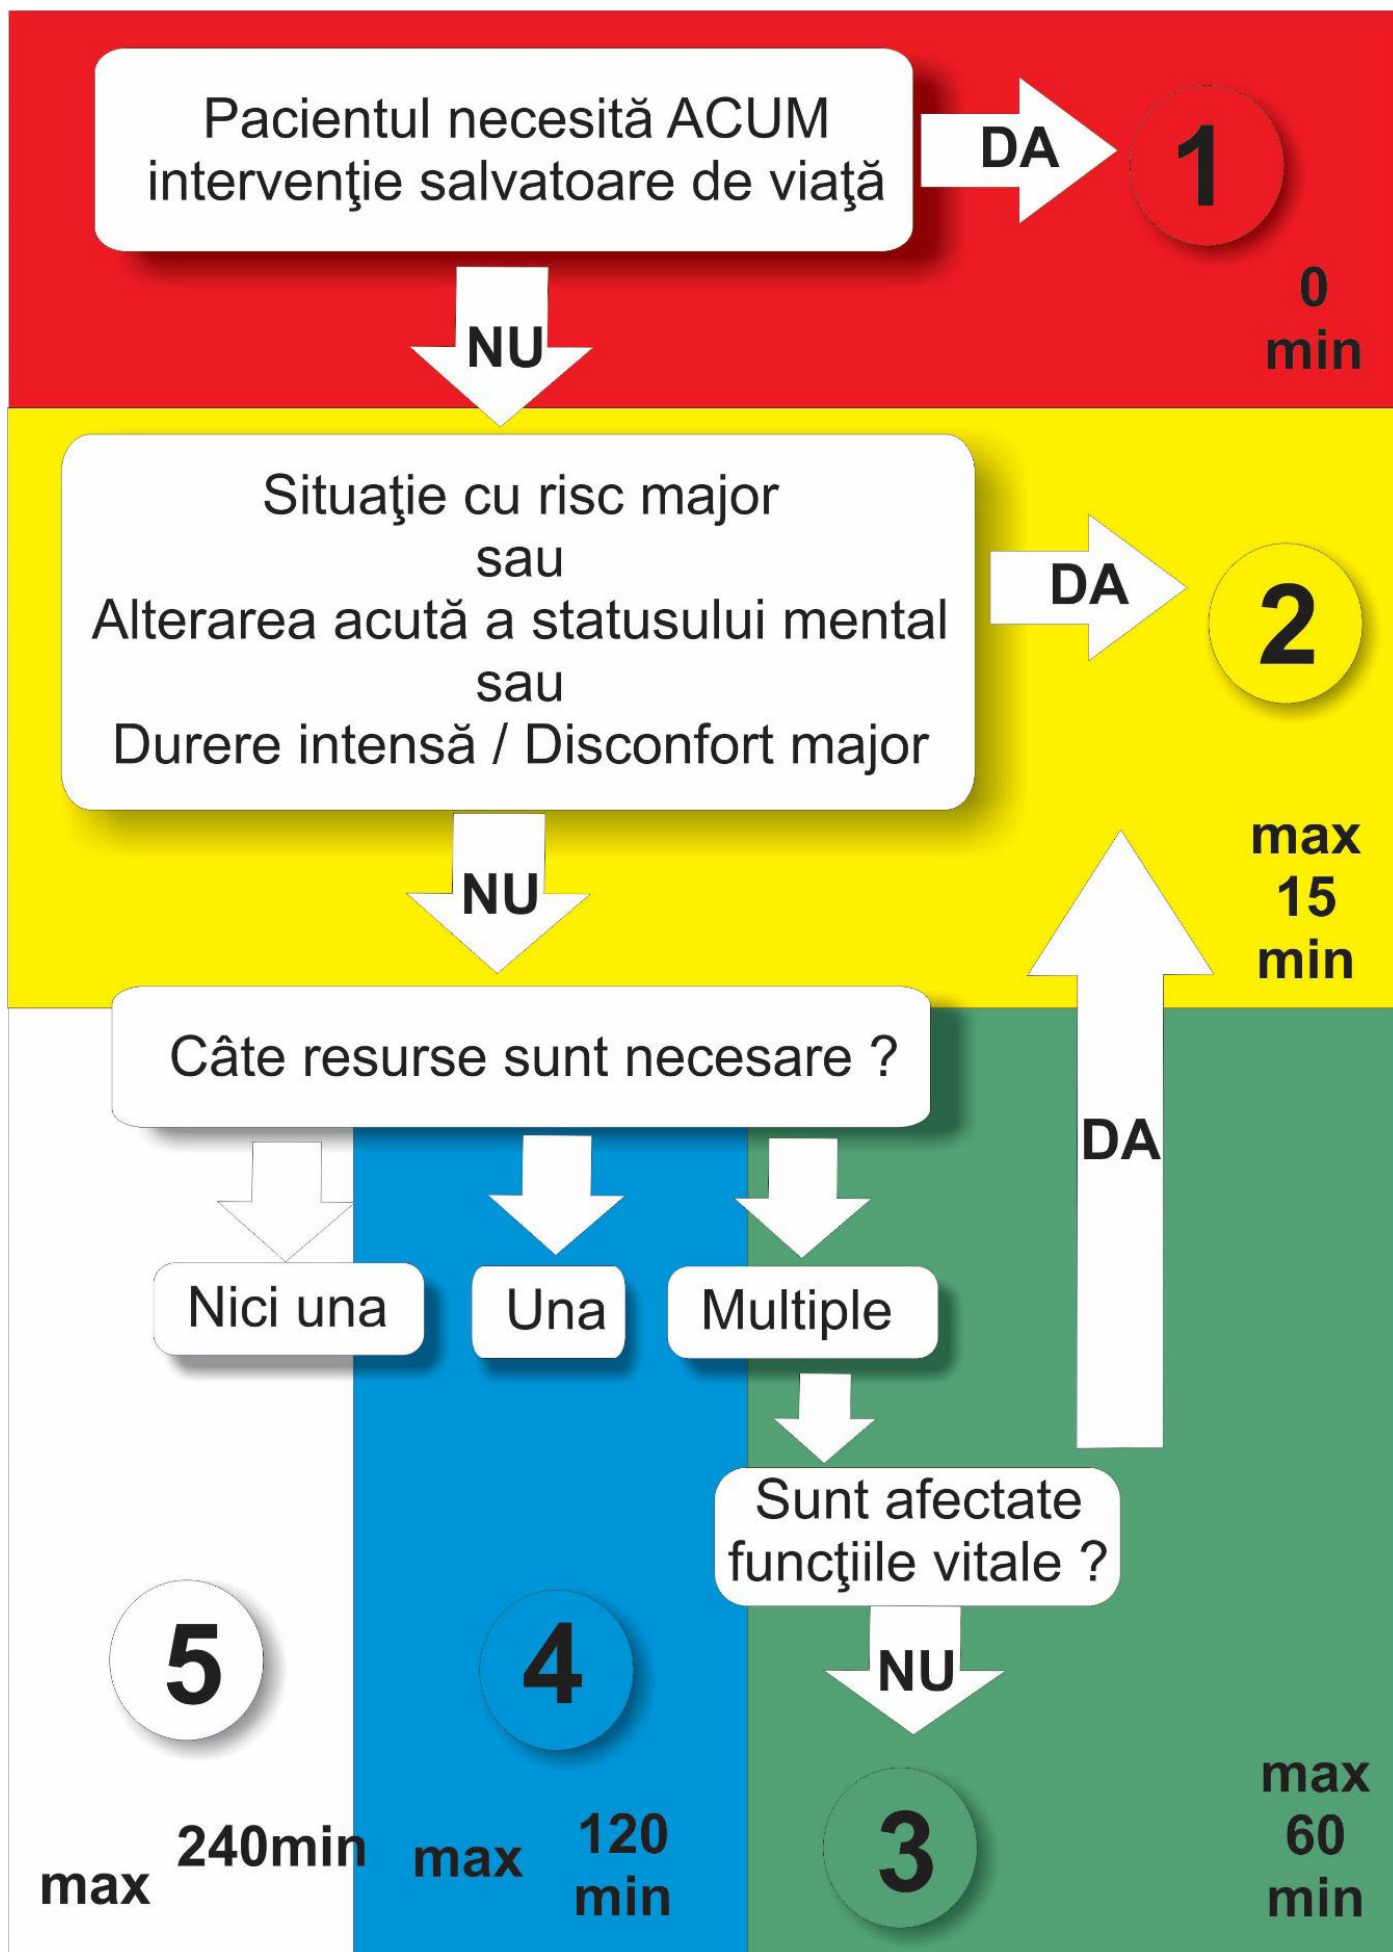 Pacientul necesită ACUM
intervenţie salvatoare de viaţă
DA
1
0
min
NU
Situaţie cu risc major
sau
Alterarea acută a statusului mental
sau
Durere intensă / Disconfort major
DA
2
max
15
min
NU
Câte resurse sunt necesare ?
DA
Nici una
Una
Multiple
Sunt afectate
funcţiile vitale ?
NU
5
4
3
max
240min
max
120
min
max
60
min